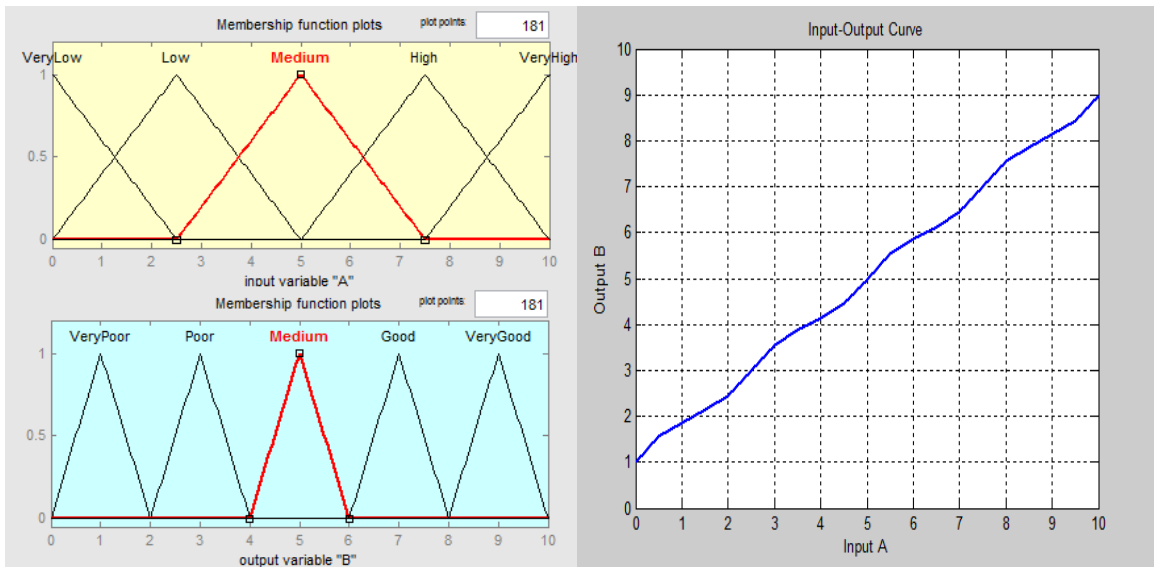 Membership function plots plot points: 181
VeryLow Low Medium High VeryHigh
1
0.5
0
0 1 2 3 4 5 6 7 8 9 10
input variable "A"
Membership function plots plot points: 181
VeryPoor Poor Medium Good VeryGood
1
0.5
0
0 1 2 3 4 5 6 7 8 9 10
output variable "B"
Input-Output Curve
10
9
8
7
6
5
4
3
2
1
0
Output B
0 1 2 3 4 5 6 7 8 9 10
Input A